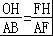 OH/AB = FH/AF